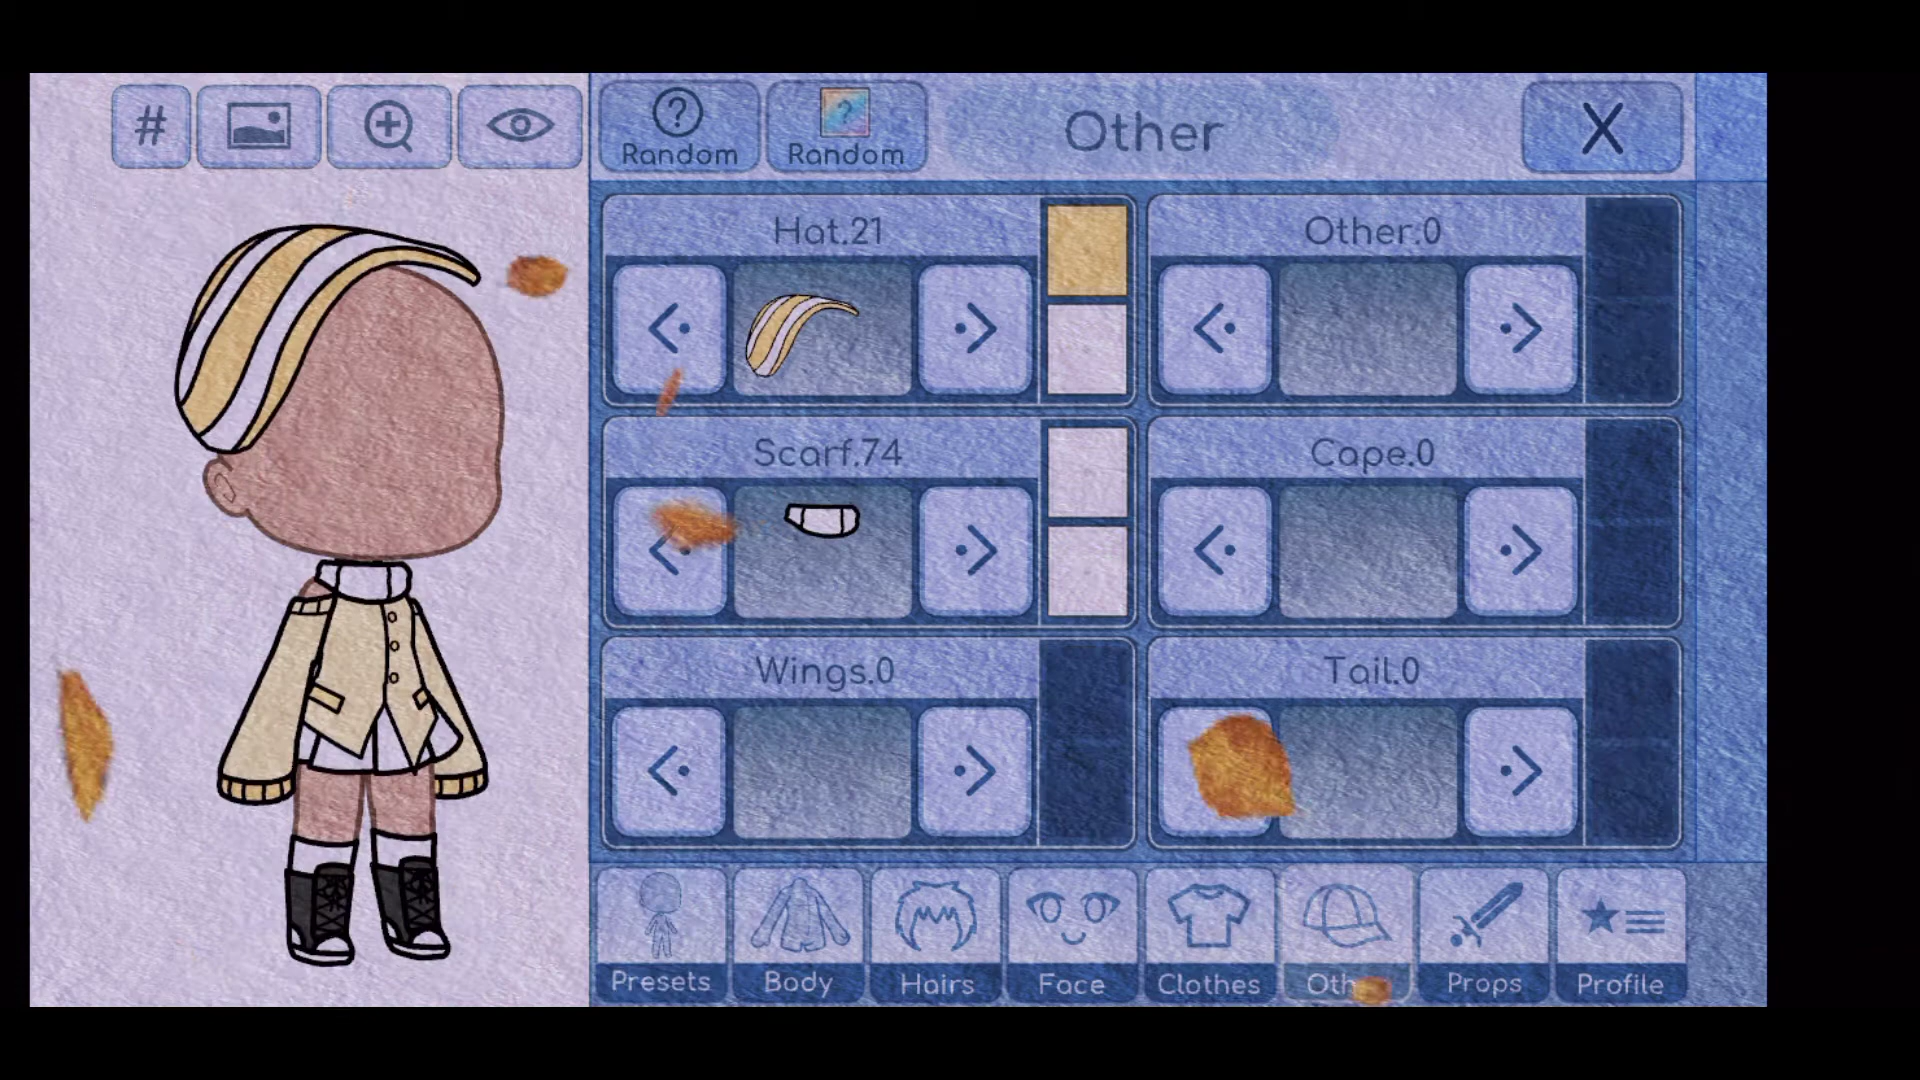 #
Random
Random
Other
X
Hat.21
Other:0
Scarf.74
Cape.0
Wings.0
Tail.0
Presets
Body
Hairs
Face
Clothes
Oth
Props
Profile